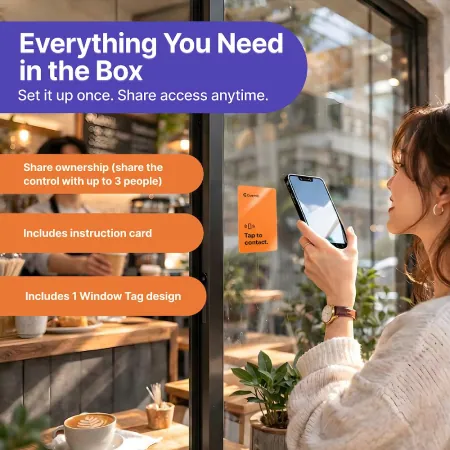 Everything You Need
in the Box
Set it up once. Share access anytime.
Share ownership (share the
control with up to 3 people)
Includes instruction card
Includes 1 Window Tag design
Tap to
contact.